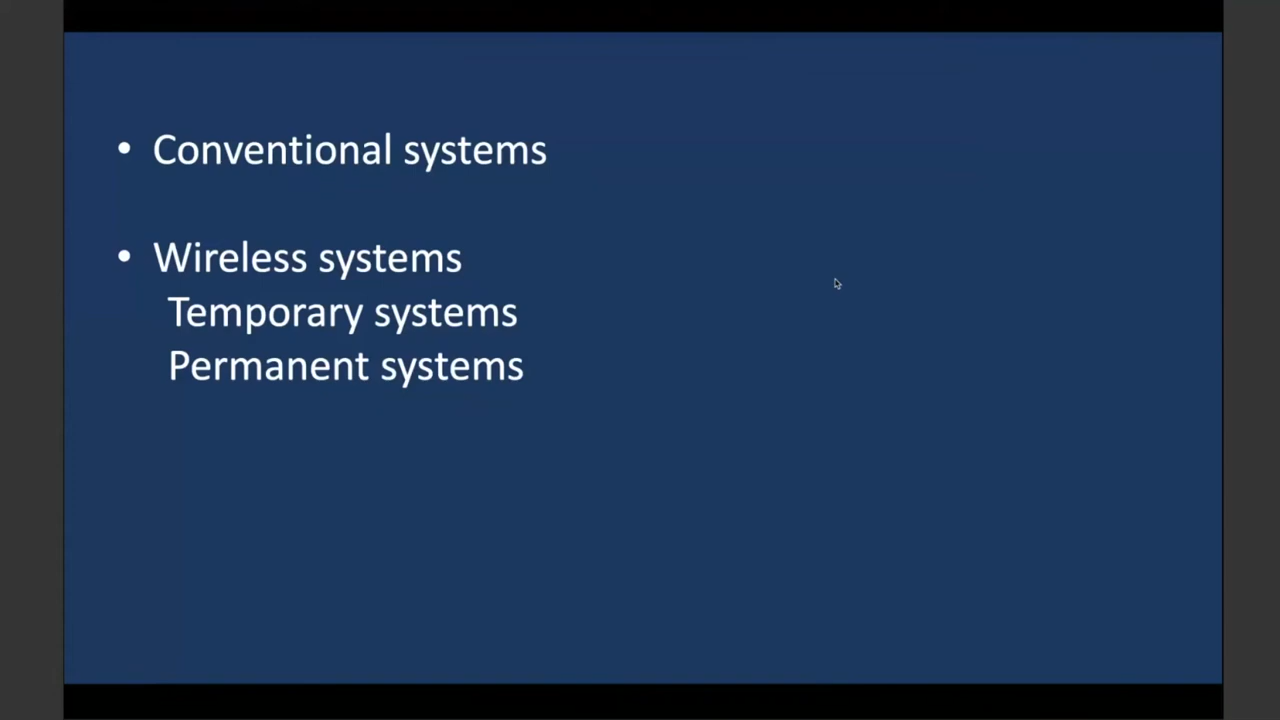 • Conventional systems
• Wireless systems
Temporary systems
Permanent systems